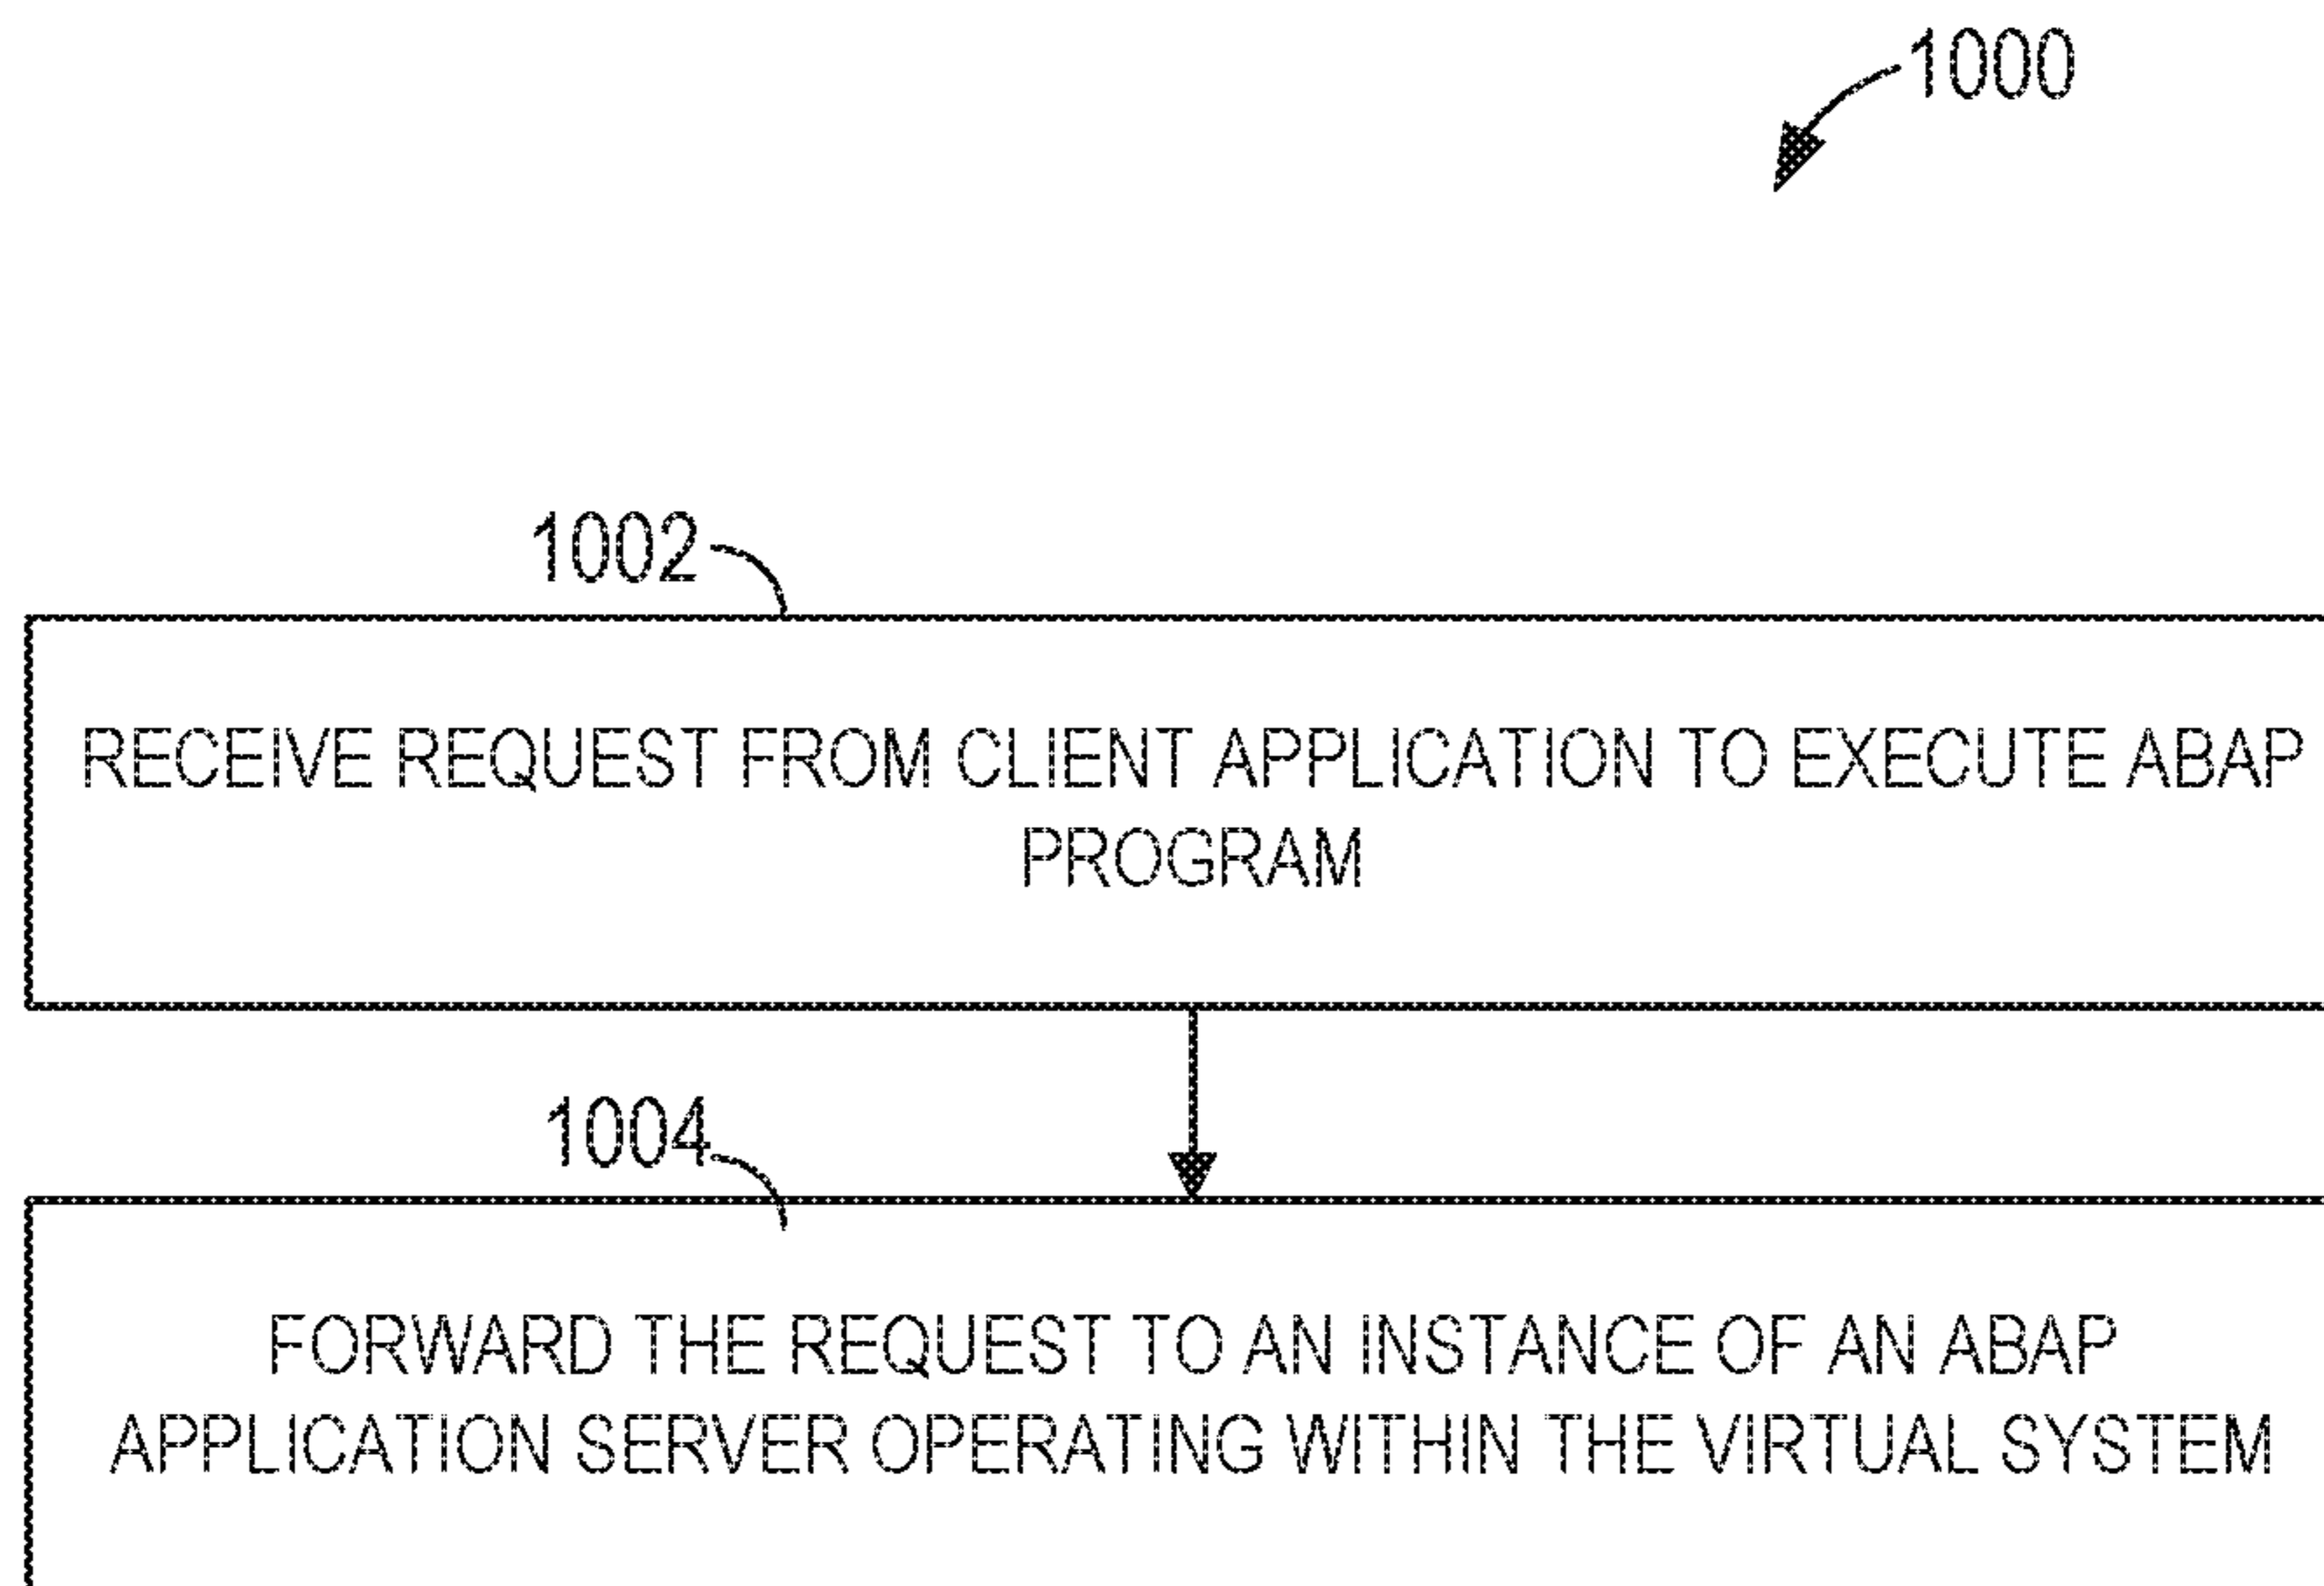 1000
1002
RECEIVE REQUEST FROM CLIENT APPLICATION TO EXECUTE ABAP
PROGRAM
1004
FORWARD THE REQUEST TO AN INSTANCE OF AN ABAP
APPLICATION SERVER OPERATING WITHIN THE VIRTUAL SYSTEM